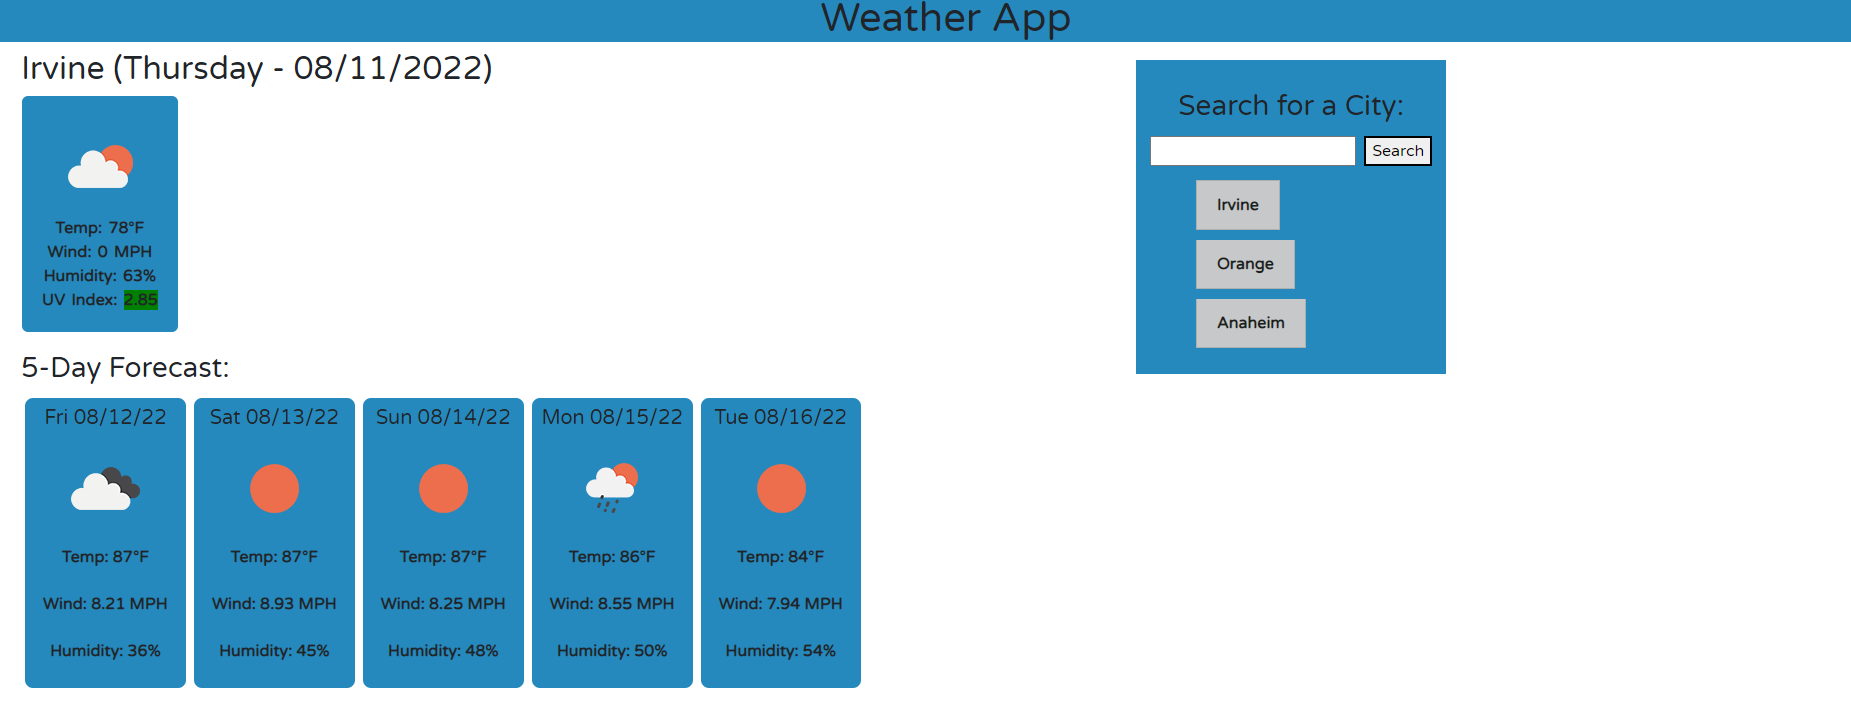 Weather App
Irvine (Thursday - 08/11/2022)
Temp: 78°F
Wind: 0 MPH
Humidity: 63%
UV Index: 2.85
Search for a City:
Search
Irvine
Orange
Anaheim
5-Day Forecast:
Fri 08/12/22
Temp: 87°F
Wind: 8.21 MPH
Humidity: 36%
Sat 08/13/22
Temp: 87°F
Wind: 8.93 MPH
Humidity: 45%
Sun 08/14/22
Temp: 87°F
Wind: 8.25 MPH
Humidity: 48%
Mon 08/15/22
Temp: 86°F
Wind: 8.55 MPH
Humidity: 50%
Tue 08/16/22
Temp: 84°F
Wind: 7.94 MPH
Humidity: 54%